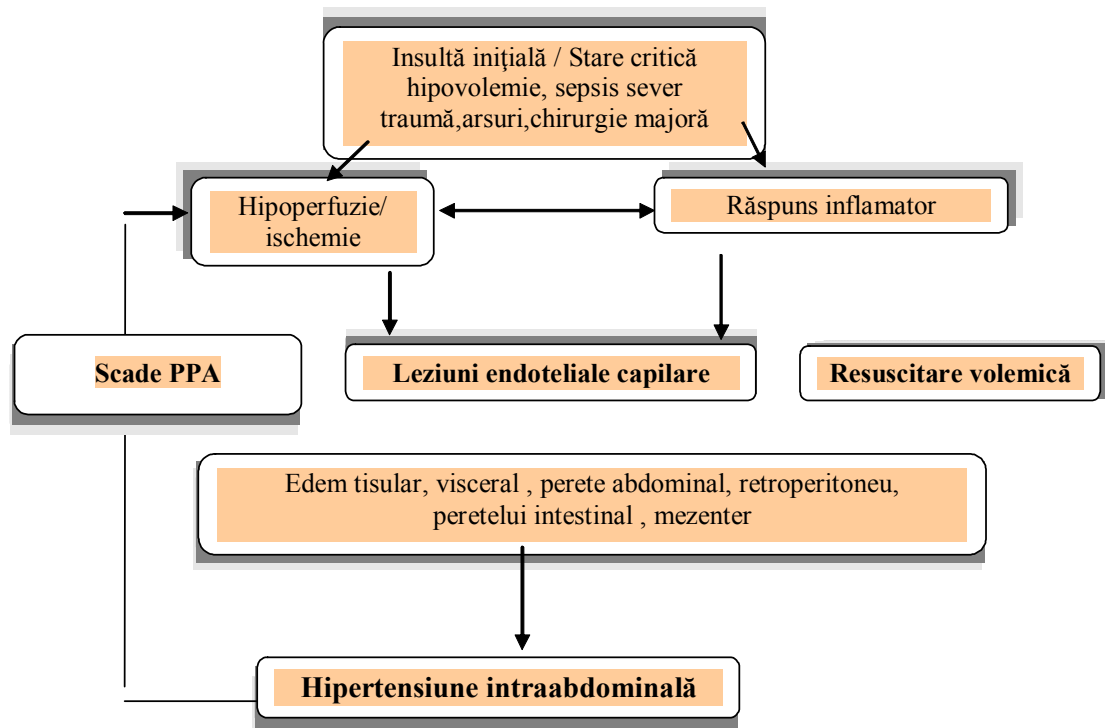 Insultă iniţială / Stare critică
hipovolemie, sepsis sever
traumă,arsuri,chirurgie majoră
Hipoperfuzie/
ischemie
Răspuns inflamator
Scade PPA
Leziuni endoteliale capilare
Resuscitare volemică
Edem tisular, visceral , perete abdominal, retroperitoneu,
peretelui intestinal , mezenter
Hipertensiune intraabdominală